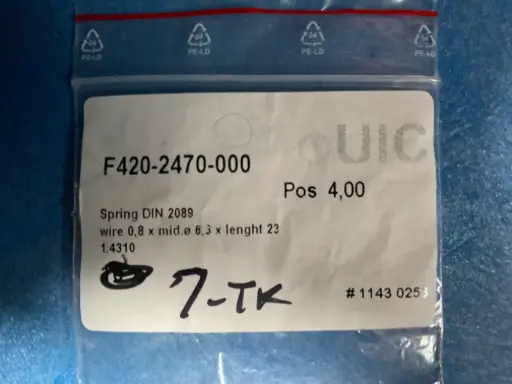 04 04 04 04
PE-LD PE-LD PE-LD PE-LD
UIC
F420-2470-000
Pos 4,00
Spring DIN 2089
wire 0,8 x mid.ø 6,3 x lenght 23
1.4310
7-TK
# 1143 025